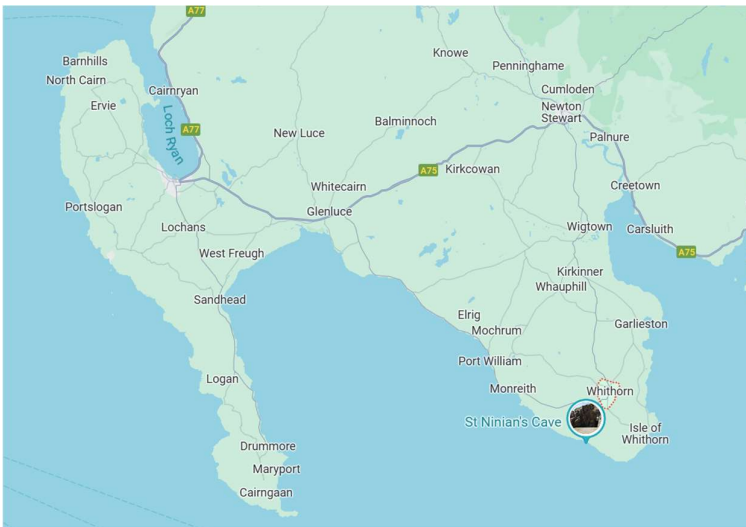 A77
Knowe
Barnhills
Penninghame
North Cairn
Cairnryan
Cumloden
Ervie
Newton
Stewart
Loch Ryan
A77
New Luce
Balminnoch
Palnure
A75
Kirkcowan
Whitecairn
Creetown
Portslogan
Glenluce
Lochans
Wigtown
Carsluith
West Freugh
A75
Kirkinner
Whauphill
Sandhead
Elrig
Garlieston
Mochrum
Port William
Logan
Monreith
Whithorn
St Ninian's Cave
Isle of
Whithorn
Drummore
Maryport
Cairngaan